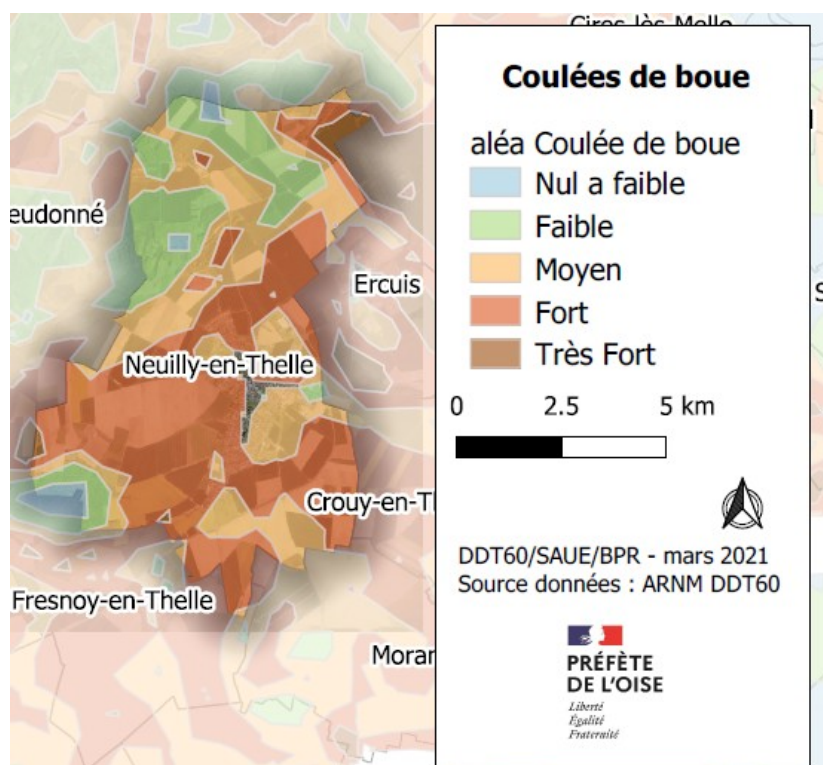 Cires-lès-Mello
eudonné
Ercuis
Neuilly-en-Thelle
Crouy-en-Tl
Fresnoy-en-Thelle
Morar
Coulées de boue
aléa Coulée de boue
Nul a faible
Faible
Moyen
Fort
Très Fort
0 2.5 5 km
DDT60/SAUE/BPR - mars 2021
Source données : ARNM DDT60
PRÉFÈTE
DE L'OISE
Liberté
Égalité
Fraternité
S